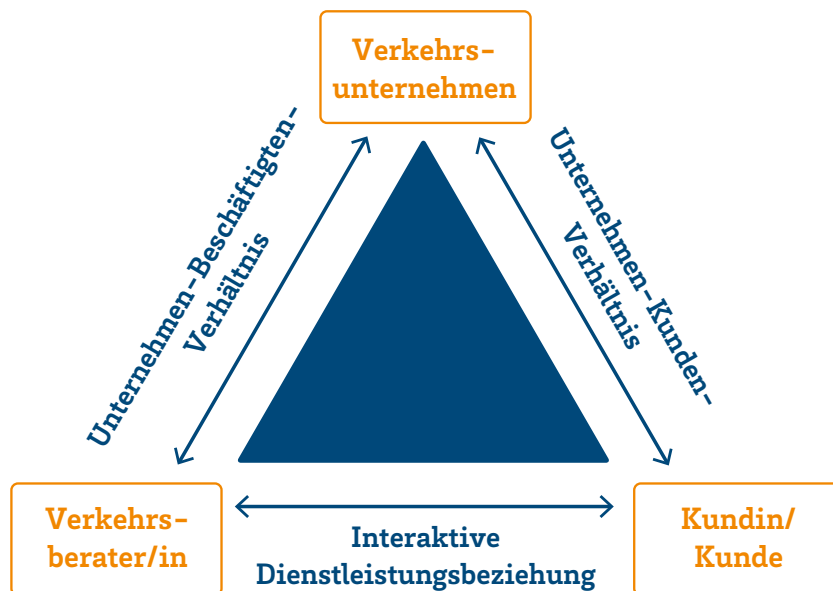 Verkehrs-
unternehmen
Unternehmen-Beschäftigten-
Verhältnis
Unternehmen-Kunden-
Verhältnis
Verkehrs-
berater/in
Interaktive
Dienstleistungsbeziehung
Kundin/
Kunde